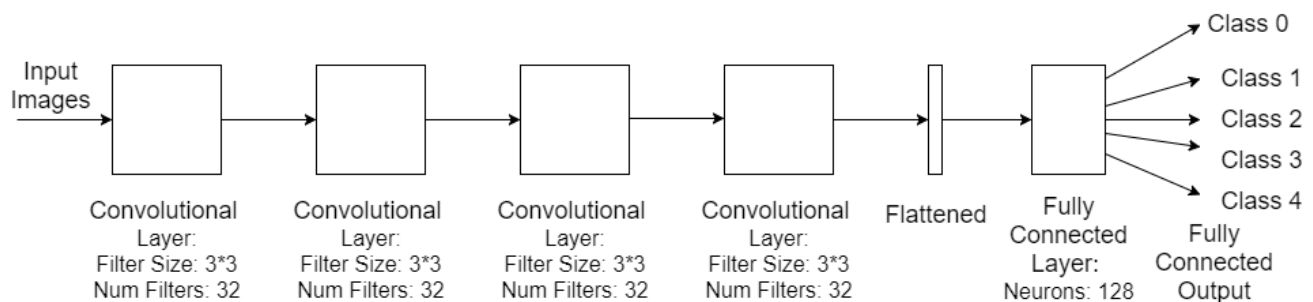 Input
Images
Convolutional
Layer:
Filter Size: 3*3
Num Filters: 32
Convolutional
Layer:
Filter Size: 3*3
Num Filters: 32
Convolutional
Layer:
Filter Size: 3*3
Num Filters: 32
Convolutional
Layer:
Filter Size: 3*3
Num Filters: 32
Flattened
Fully
Connected
Layer:
Neurons: 128
Class 0
Class 1
Class 2
Class 3
Class 4
Fully
Connected
Output